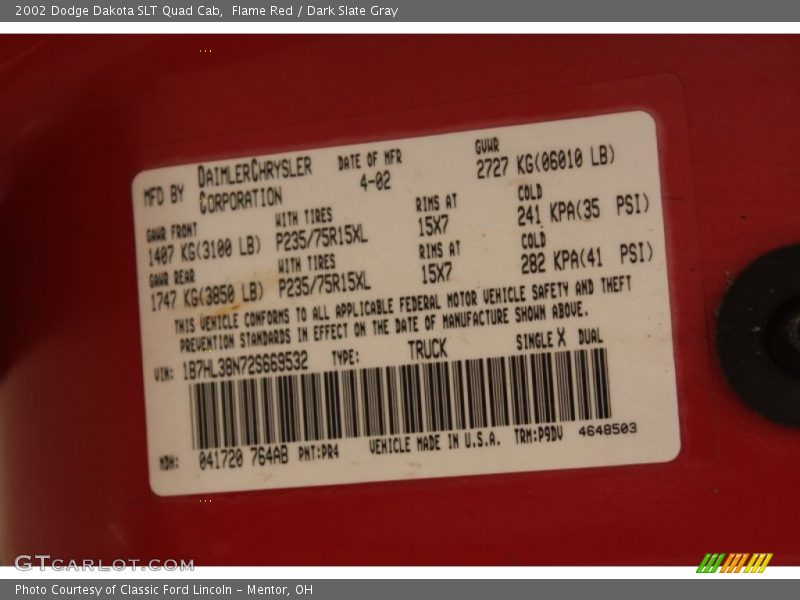 2002 Dodge Dakota SLT Quad Cab, Flame Red / Dark Slate Gray
MFD BY DAIMLERCHRYSLER CORPORATION DATE OF MFR 4-02 GVWR 2727 KG(06010 LB)
GAWR FRONT WITH TIRES RIMS AT COLD
1407 KG(3100 LB) P235/75R15XL 15X7 241 KPA(35 PSI)
GAWR REAR WITH TIRES RIMS AT COLD
1747 KG(3850 LB) P235/75R15XL 15X7 282 KPA(41 PSI)
THIS VEHICLE CONFORMS TO ALL APPLICABLE FEDERAL MOTOR VEHICLE SAFETY AND THEFT
PREVENTION STANDARDS IN EFFECT ON THE DATE OF MANUFACTURE SHOWN ABOVE.
VIN: 1B7HL38N72S669532 TYPE: TRUCK SINGLE X DUAL
MDH: 041720 764AB PNT:PR4 VEHICLE MADE IN U.S.A. TRM:P9DV 4648503
GTCARLOT.COM
Photo Courtesy of Classic Ford Lincoln - Mentor, OH